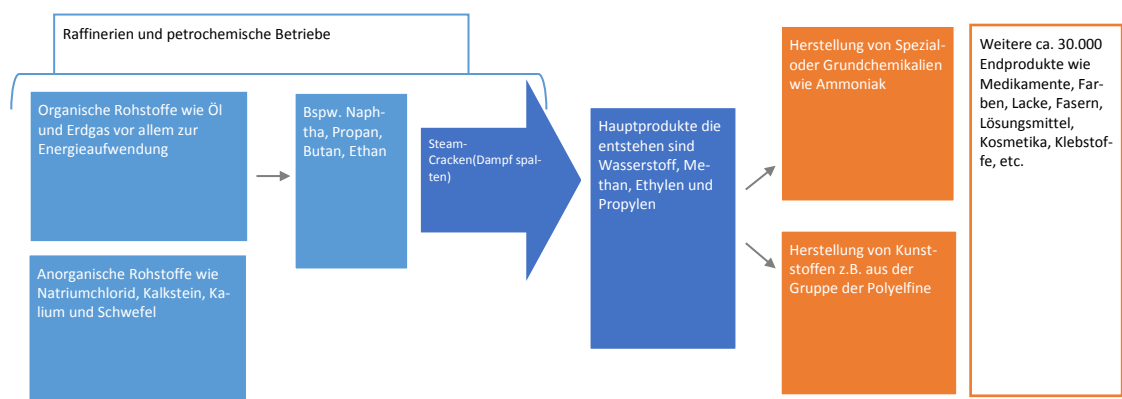 Raffinerien und petrochemische Betriebe
Organische Rohstoffe wie Öl
und Erdgas vor allem zur
Energieaufwendung
Anorganische Rohstoffe wie
Natriumchlorid, Kalkstein, Ka-
lium und Schwefel
Bspw. Naph-
tha, Propan,
Butan, Ethan
Steam-
Cracken(Dampf spal-
ten)
Hauptprodukte die
entstehen sind
Wasserstoff, Me-
than, Ethylen und
Propylen
Herstellung von Spezial-
oder Grundchemikalien
wie Ammoniak
Herstellung von Kunst-
stoffen z.B. aus der
Gruppe der Polyelfine
Weitere ca. 30.000
Endprodukte wie
Medikamente, Far-
ben, Lacke, Fasern,
Lösungsmittel,
Kosmetika, Klebstof-
fe, etc.